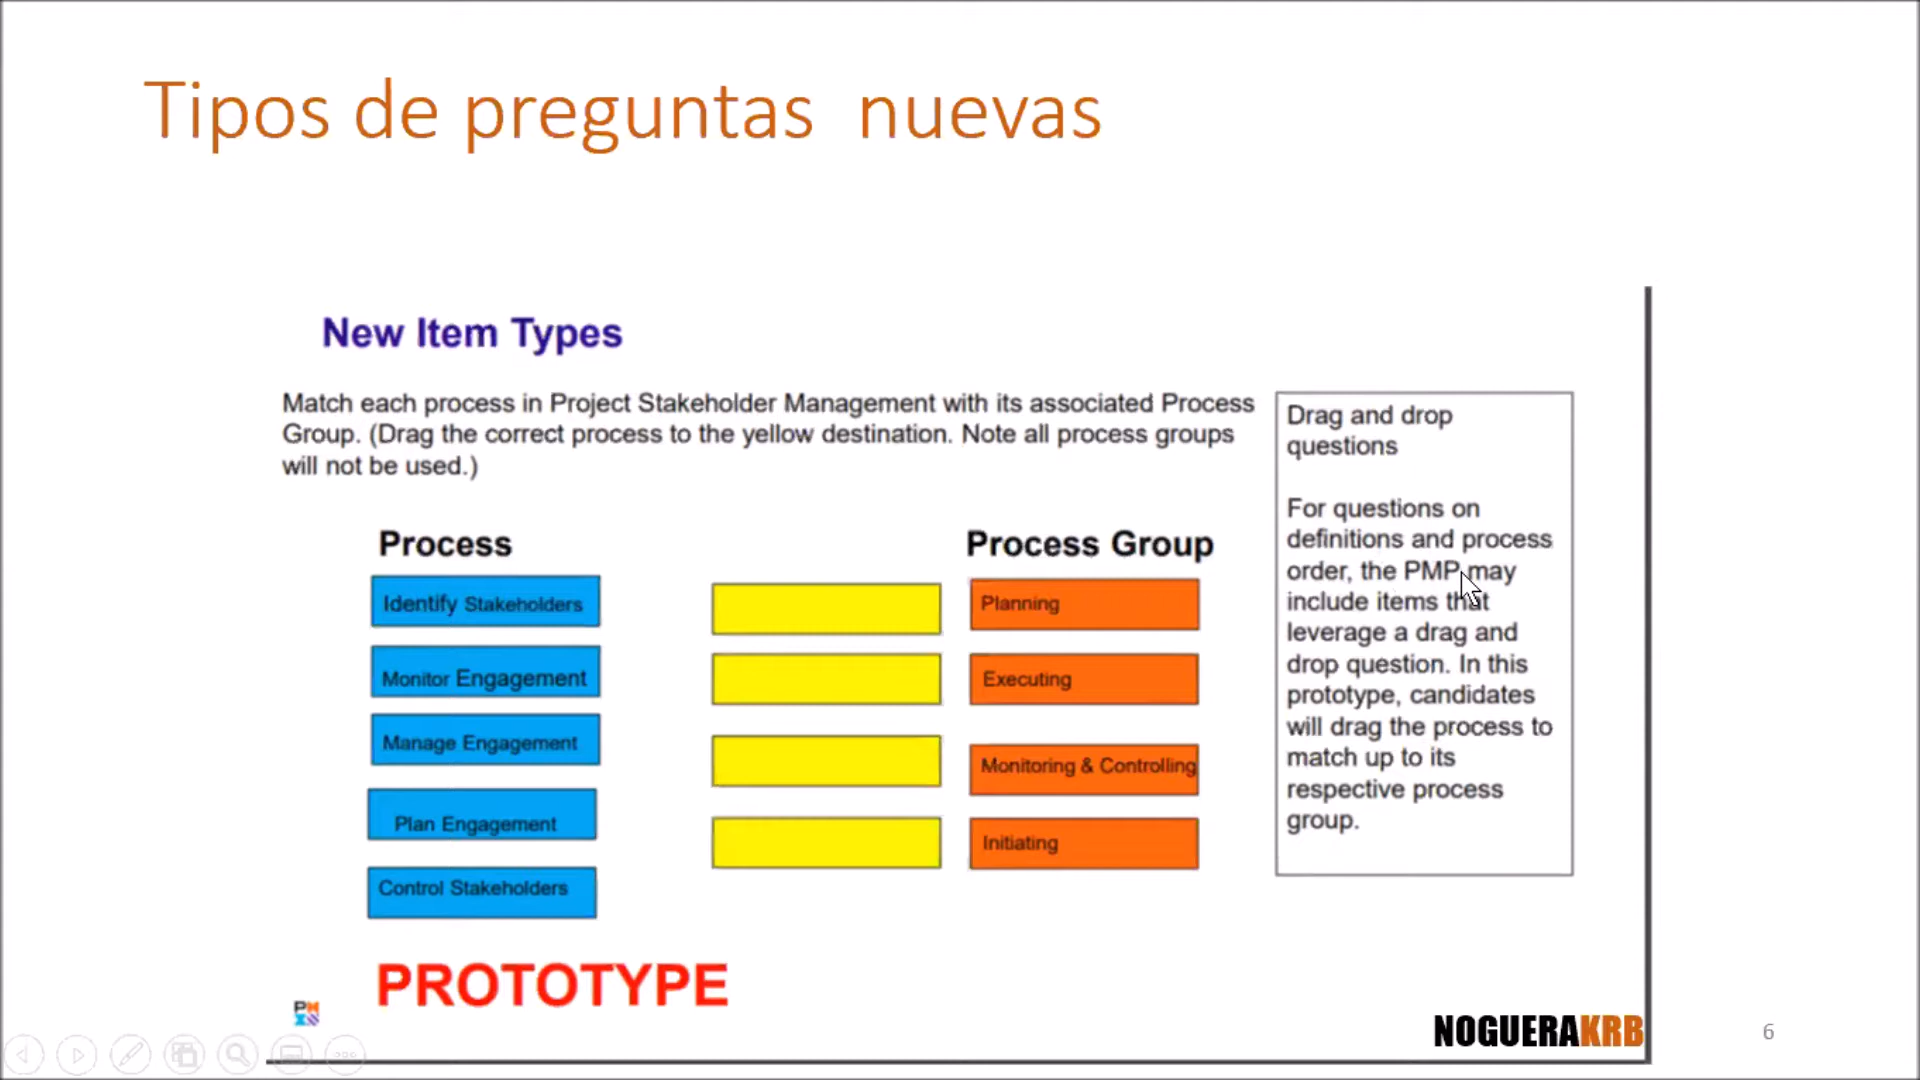 Tipos de preguntas nuevas
New Item Types
Match each process in Project Stakeholder Management with its associated Process
Group. (Drag the correct process to the yellow destination. Note all process groups
will not be used.)
Process
Identify Stakeholders
Monitor Engagement
Manage Engagement
Plan Engagement
Control Stakeholders
Process Group
Planning
Executing
Monitoring & Controlling
Initiating
Drag and drop
questions
For questions on
definitions and process
order, the PMP may
include items that
leverage a drag and
drop question. In this
prototype, candidates
will drag the process to
match up to its
respective process
group.
PROTOTYPE
NOGUERAKRB
6